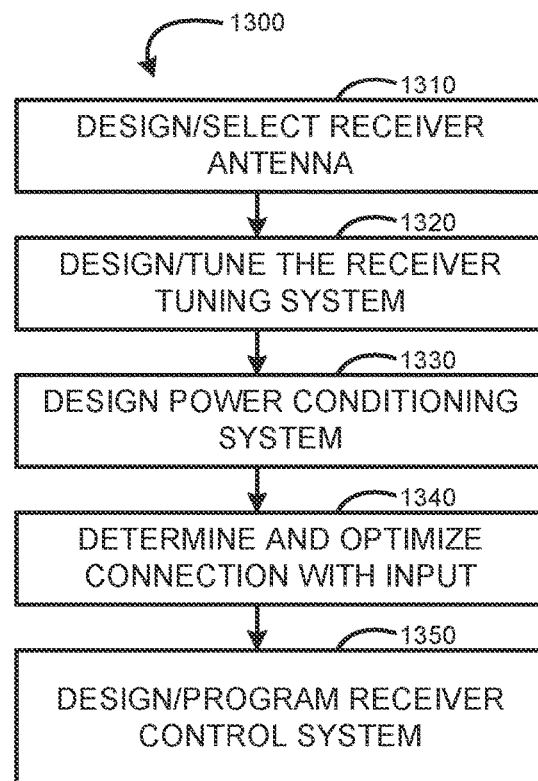 1300
1310
DESIGN/SELECT RECEIVER
ANTENNA
1320
DESIGN/TUNE THE RECEIVER
TUNING SYSTEM
1330
DESIGN POWER CONDITIONING
SYSTEM
1340
DETERMINE AND OPTIMIZE
CONNECTION WITH INPUT
1350
DESIGN/PROGRAM RECEIVER
CONTROL SYSTEM